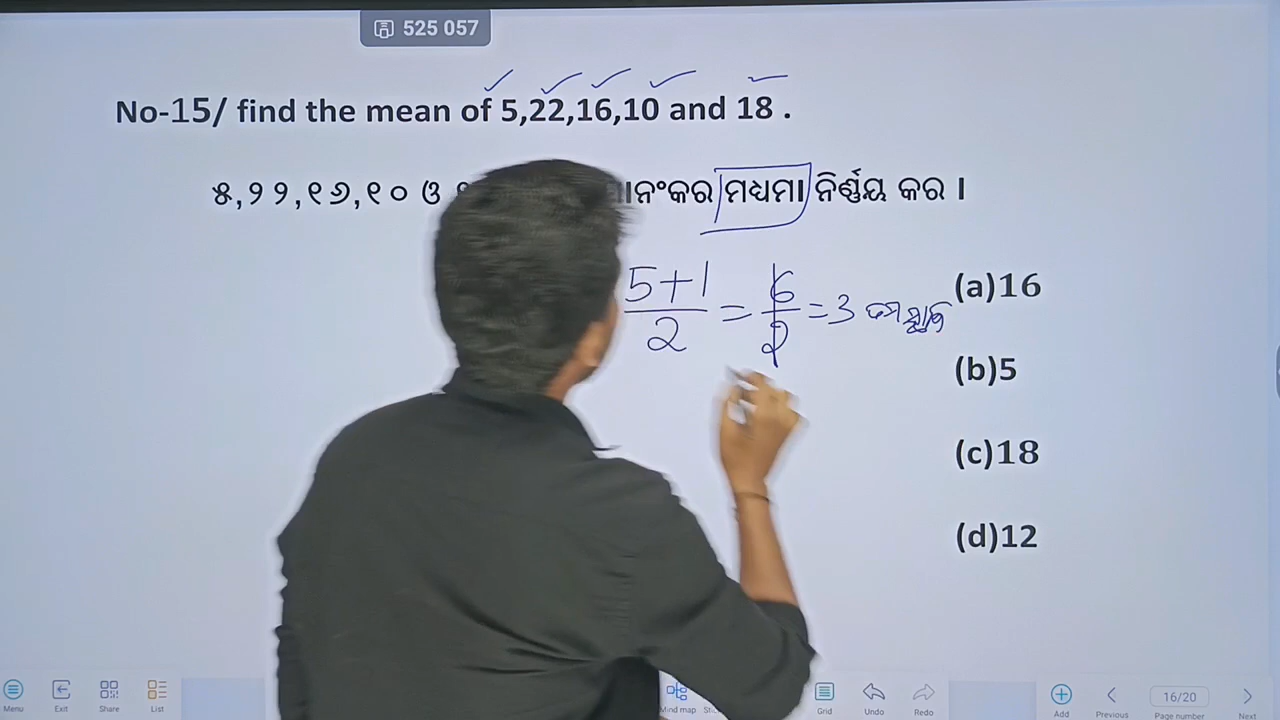 525 057
No-15/ find the mean of 5,22,16,10 and 18 .
୫,୨୨,୧୬,୧୦ ଓ ମାନଂକର ମଧ୍ୟମା ନିର୍ଣ୍ଣୟ କର ।
5+1/2 = 6/2 = 3 ତମ ସ୍ଥାନ
(a)16
(b)5
(c)18
(d)12
Menu Exit Share List Mind map Grid Undo Redo Add Previous 16/20 Page number Next